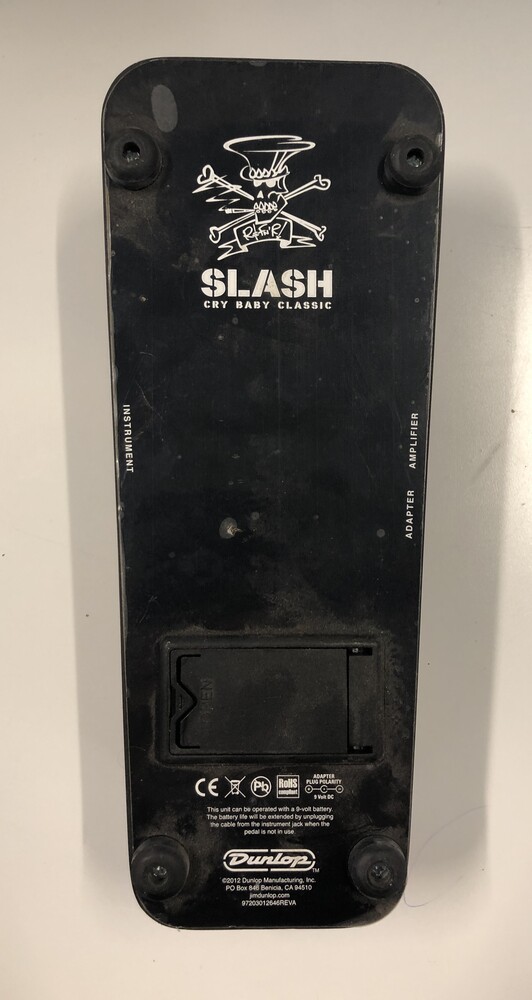 R&FN'R
SLASH
CRY BABY CLASSIC
INSTRUMENT
AMPLIFIER
ADAPTER
CE
Pb
RoHS
compliant
ADAPTER
PLUG POLARITY
9 Volt DC
This unit can be operated with a 9-volt battery.
The battery life will be extended by unplugging
the cable from the instrument jack when the
pedal is not in use.
Dunlop TM
©2012 Dunlop Manufacturing, Inc.
PO Box 846 Benicia, CA 94510
jimdunlop.com
97203012646REVA